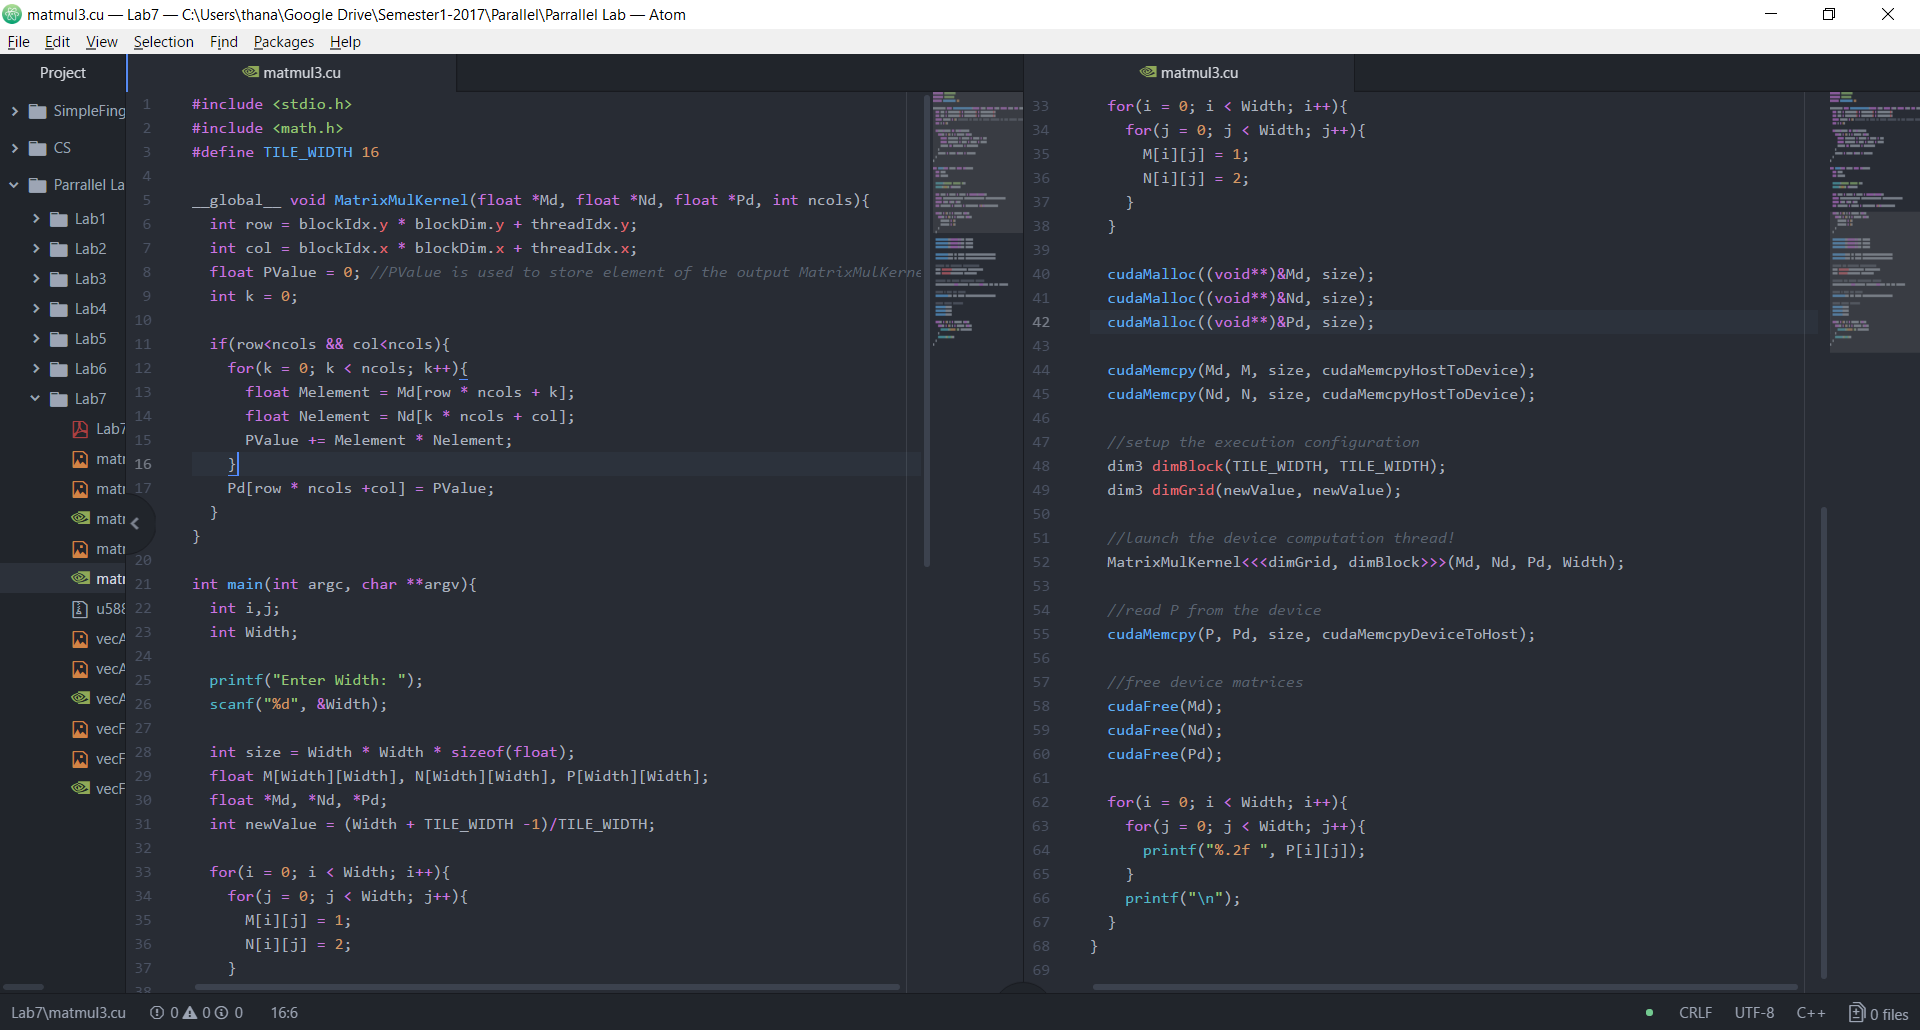 matmul3.cu — Lab7 — C:\Users\thana\Google Drive\Semester1-2017\Parallel\Parrallel Lab — Atom
File Edit View Selection Find Packages Help
Project
SimpleFing
CS
Parrallel La
Lab1
Lab2
Lab3
Lab4
Lab5
Lab6
Lab7
Lab7
matr
matr
matr
matr
matr
u588
vecA
vecA
vecA
vecF
vecF
vecF
matmul3.cu
1 #include <stdio.h>
2 #include <math.h>
3 #define TILE_WIDTH 16
4
5 __global__ void MatrixMulKernel(float *Md, float *Nd, float *Pd, int ncols){
6 int row = blockIdx.y * blockDim.y + threadIdx.y;
7 int col = blockIdx.x * blockDim.x + threadIdx.x;
8 float PValue = 0; //PValue is used to store element of the output MatrixMulKerne
9 int k = 0;
10
11 if(row<ncols && col<ncols){
12 for(k = 0; k < ncols; k++){
13 float Melement = Md[row * ncols + k];
14 float Nelement = Nd[k * ncols + col];
15 PValue += Melement * Nelement;
16 }
17 Pd[row * ncols +col] = PValue;
}
}
20
21 int main(int argc, char **argv){
22 int i,j;
23 int Width;
24
25 printf("Enter Width: ");
26 scanf("%d", &Width);
27
28 int size = Width * Width * sizeof(float);
29 float M[Width][Width], N[Width][Width], P[Width][Width];
30 float *Md, *Nd, *Pd;
31 int newValue = (Width + TILE_WIDTH -1)/TILE_WIDTH;
32
33 for(i = 0; i < Width; i++){
34 for(j = 0; j < Width; j++){
35 M[i][j] = 1;
36 N[i][j] = 2;
37 }
38
matmul3.cu
33 for(i = 0; i < Width; i++){
34 for(j = 0; j < Width; j++){
35 M[i][j] = 1;
36 N[i][j] = 2;
37 }
38 }
39
40 cudaMalloc((void**)&Md, size);
41 cudaMalloc((void**)&Nd, size);
42 cudaMalloc((void**)&Pd, size);
43
44 cudaMemcpy(Md, M, size, cudaMemcpyHostToDevice);
45 cudaMemcpy(Nd, N, size, cudaMemcpyHostToDevice);
46
47 //setup the execution configuration
48 dim3 dimBlock(TILE_WIDTH, TILE_WIDTH);
49 dim3 dimGrid(newValue, newValue);
50
51 //launch the device computation thread!
52 MatrixMulKernel<<<dimGrid, dimBlock>>>(Md, Nd, Pd, Width);
53
54 //read P from the device
55 cudaMemcpy(P, Pd, size, cudaMemcpyDeviceToHost);
56
57 //free device matrices
58 cudaFree(Md);
59 cudaFree(Nd);
60 cudaFree(Pd);
61
62 for(i = 0; i < Width; i++){
63 for(j = 0; j < Width; j++){
64 printf("%.2f ", P[i][j]);
65 }
66 printf("\n");
67 }
68 }
69
Lab7\matmul3.cu 0 0 0 16:6 CRLF UTF-8 C++ 0 files